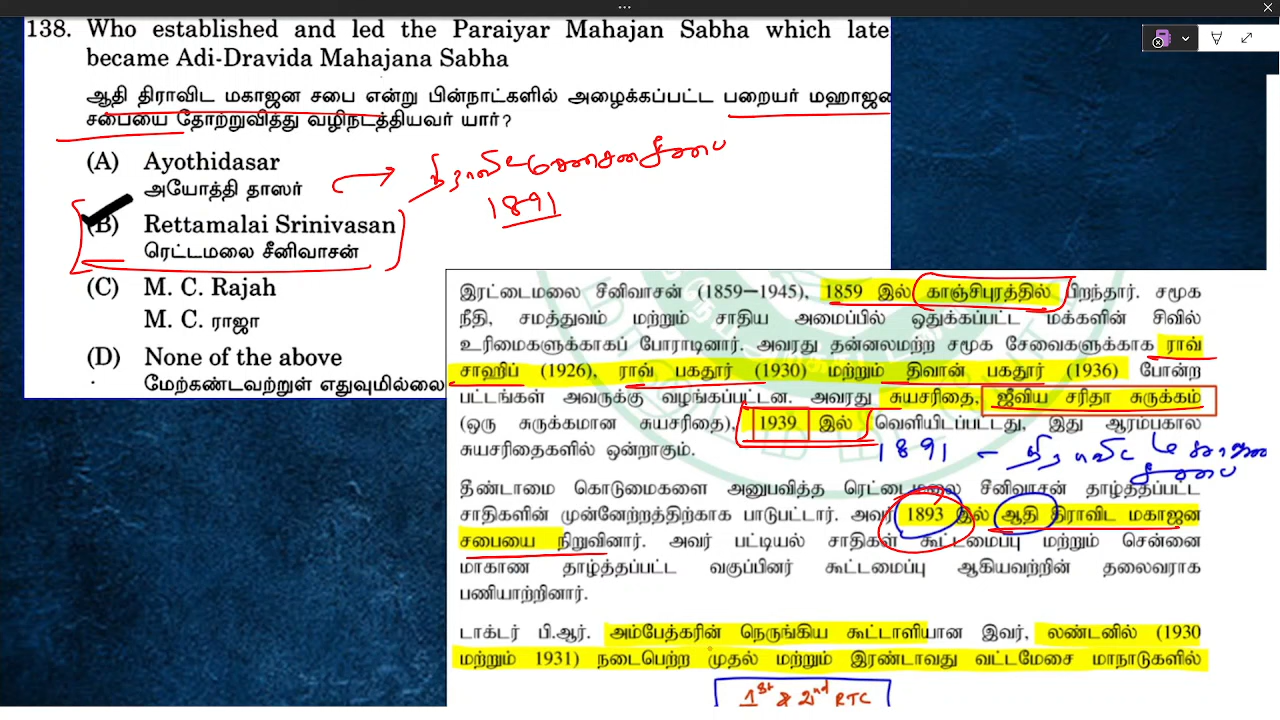 138. Who established and led the Paraiyar Mahajan Sabha which late
became Adi-Dravida Mahajana Sabha
ஆதி திராவிட மகாஜன சபை என்று பின்நாட்களில் அழைக்கப்பட்ட பறையர் மஹாஜன
சபையை தோற்றுவித்து வழிநடத்தியவர் யார்?
(A) Ayothidasar
அயோத்தி தாஸர்
திராவிட மகாசனசபை
1891
(B) Rettamalai Srinivasan
ரெட்டமலை சீனிவாசன்
(C) M. C. Rajah
M. C. ராஜா
(D) None of the above
மேற்கண்டவற்றுள் எதுவுமில்லை
இரட்டைமலை சீனிவாசன் (1859–1945), 1859 இல் காஞ்சிபுரத்தில் பிறந்தார். சமூக
நீதி, சமத்துவம் மற்றும் சாதிய அமைப்பில் ஒதுக்கப்பட்ட மக்களின் சிவில்
உரிமைகளுக்காகப் போராடினார். அவரது தன்னலமற்ற சமூக சேவைகளுக்காக ராவ்
சாஹிப் (1926), ராவ் பகதூர் (1930) மற்றும் திவான் பகதூர் (1936) போன்ற
பட்டங்கள் அவருக்கு வழங்கப்பட்டன. அவரது சுயசரிதை, ஜீவிய சரிதா சுருக்கம்
(ஒரு சுருக்கமான சுயசரிதை), 1939 இல் வெளியிடப்பட்டது, இது ஆரம்பகால
சுயசரிதைகளில் ஒன்றாகும்.
1891 – திராவிட மகாஜன
சபை
தீண்டாமை கொடுமைகளை அனுபவித்த ரெட்டைமலை சீனிவாசன் தாழ்த்தப்பட்ட
சாதிகளின் முன்னேற்றத்திற்காக பாடுபட்டார். அவர் 1893 இல் ஆதி திராவிட மகாஜன
சபையை நிறுவினார். அவர் பட்டியல் சாதிகள் கூட்டமைப்பு மற்றும் சென்னை
மாகாண தாழ்த்தப்பட்ட வகுப்பினர் கூட்டமைப்பு ஆகியவற்றின் தலைவராக
பணியாற்றினார்.
டாக்டர் பி.ஆர். அம்பேத்கரின் நெருங்கிய கூட்டாளியான இவர், லண்டனில் (1930
மற்றும் 1931) நடைபெற்ற முதல் மற்றும் இரண்டாவது வட்டமேசை மாநாடுகளில்
1st & 2nd RTC